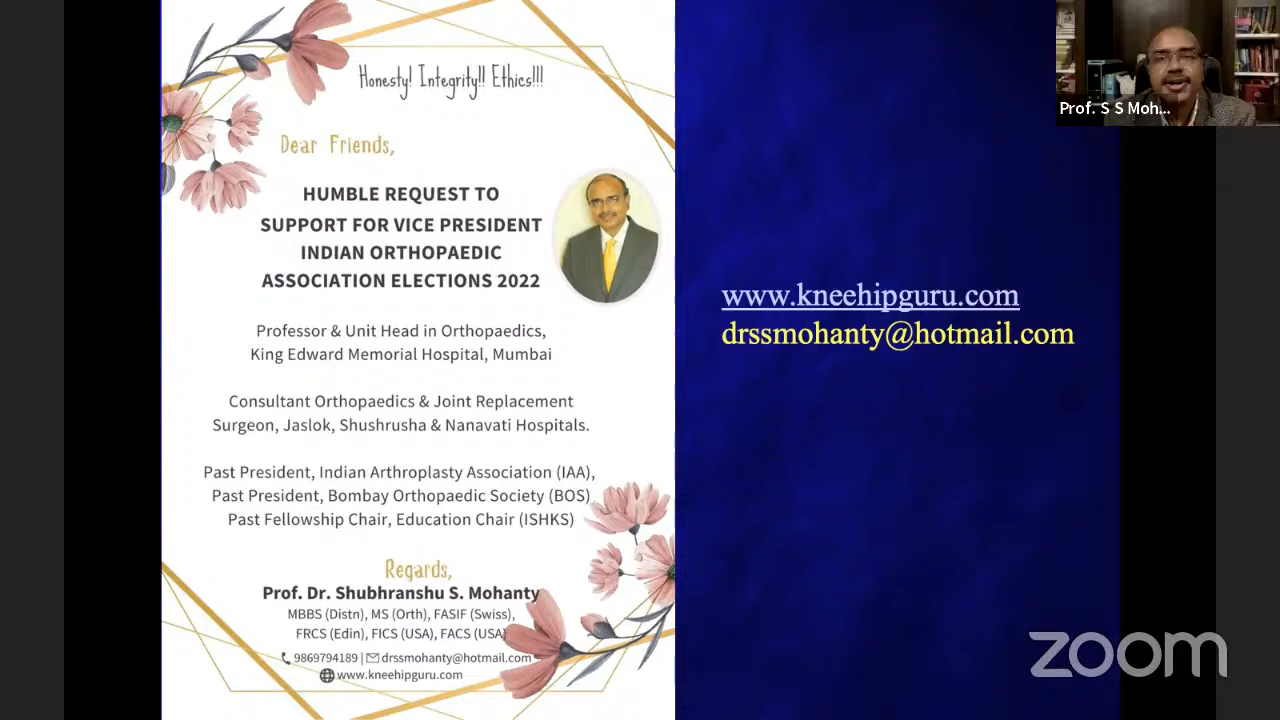 Honesty! Integrity!! Ethics!!!
Dear Friends,
HUMBLE REQUEST TO
SUPPORT FOR VICE PRESIDENT
INDIAN ORTHOPAEDIC
ASSOCIATION ELECTIONS 2022
Professor & Unit Head in Orthopaedics,
King Edward Memorial Hospital, Mumbai
Consultant Orthopaedics & Joint Replacement
Surgeon, Jaslok, Shushrusha & Nanavati Hospitals.
Past President, Indian Arthroplasty Association (IAA),
Past President, Bombay Orthopaedic Society (BOS)
Past Fellowship Chair, Education Chair (ISHKS)
Regards,
Prof. Dr. Shubhranshu S. Mohanty
MBBS (Distn), MS (Orth), FASIF (Swiss),
FRCS (Edin), FICS (USA), FACS (USA)
9869794189 | drssmohanty@hotmail.com
www.kneehipguru.com
www.kneehipguru.com
drssmohanty@hotmail.com
Prof. S S Moh...
zoom